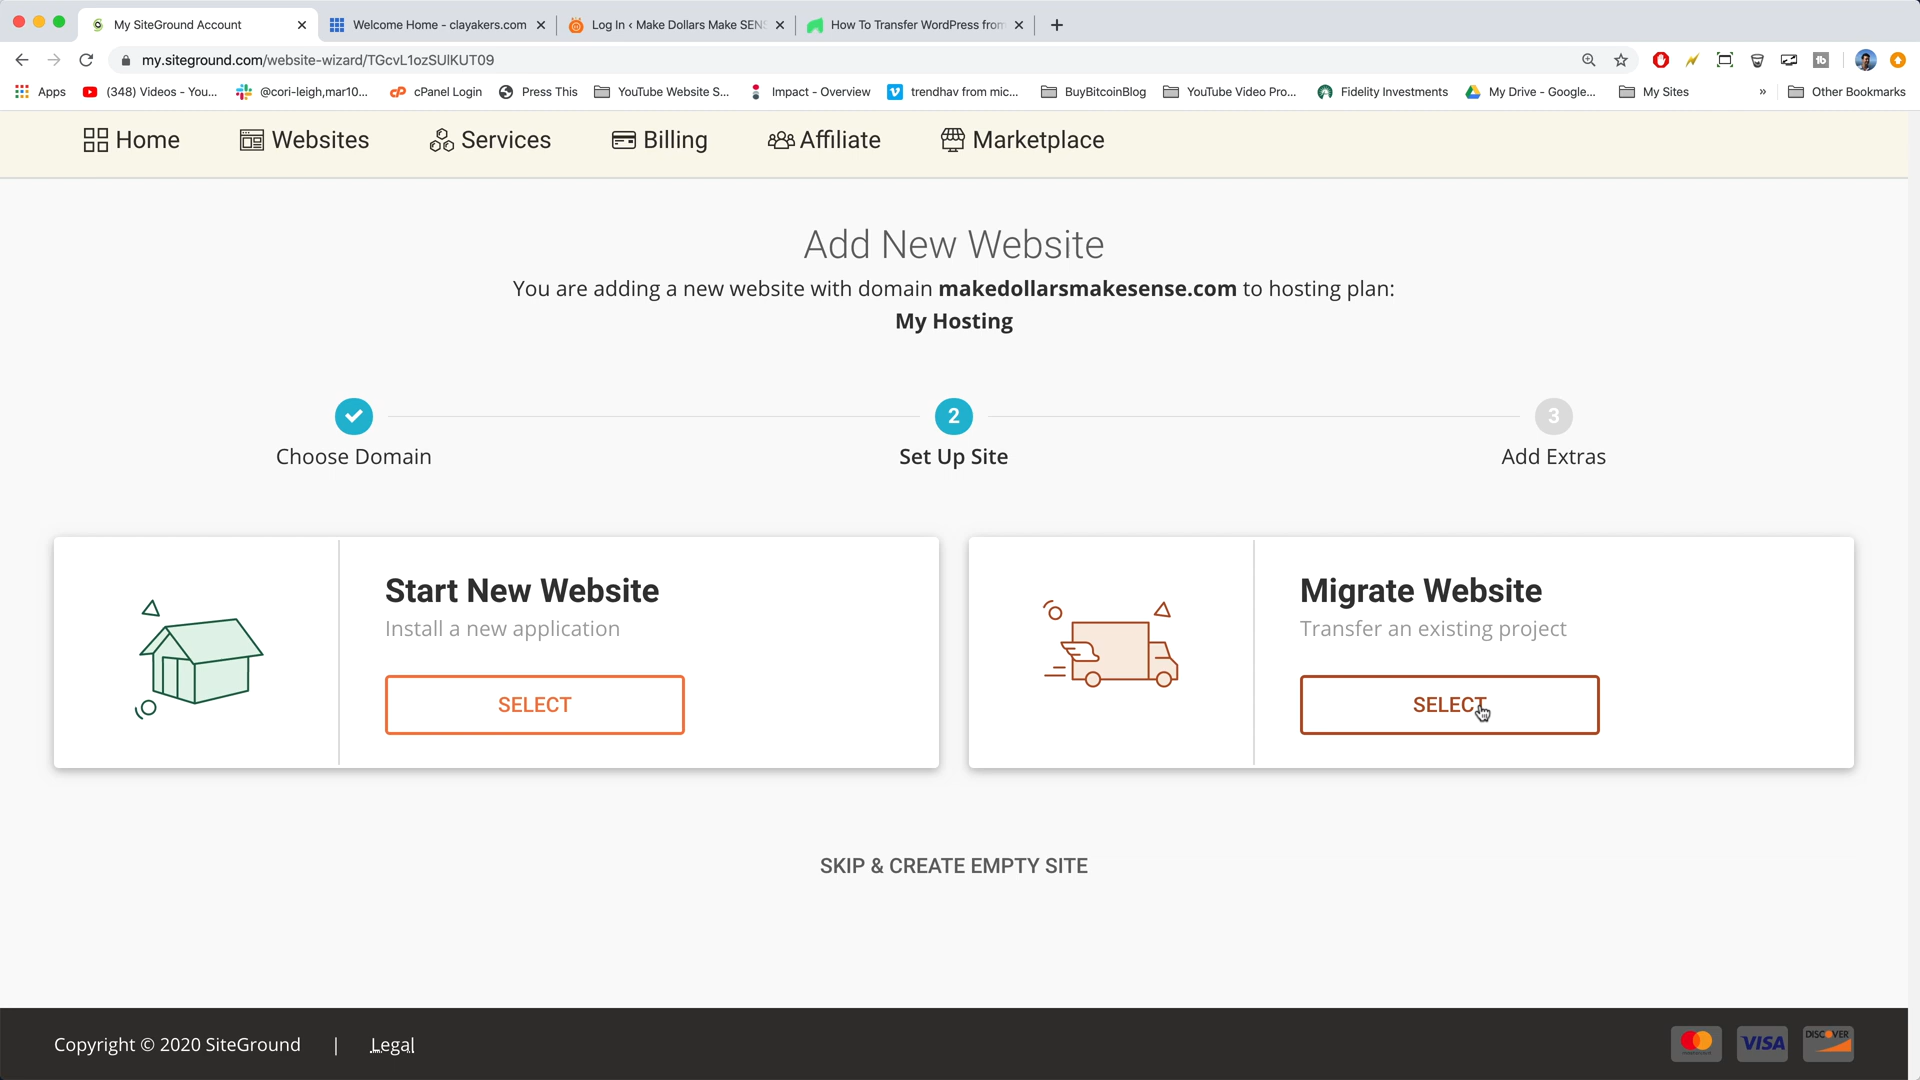 My SiteGround Account
Welcome Home - clayakers.com
Log In ‹ Make Dollars Make SEN
How To Transfer WordPress from
my.siteground.com/website-wizard/TGcvL1ozSUlKUT09
Apps
(348) Videos - You...
@cori-leigh,mar10...
cPanel Login
Press This
YouTube Website S...
Impact - Overview
trendhav from mic...
BuyBitcoinBlog
YouTube Video Pro...
Fidelity Investments
My Drive - Google...
My Sites
»
Other Bookmarks
Home
Websites
Services
Billing
Affiliate
Marketplace
Add New Website
You are adding a new website with domain makedollarsmakesense.com to hosting plan:
My Hosting
2
3
Choose Domain
Set Up Site
Add Extras
Start New Website
Install a new application
SELECT
Migrate Website
Transfer an existing project
SELECT
SKIP & CREATE EMPTY SITE
Copyright © 2020 SiteGround | Legal
VISA
DISCOVER